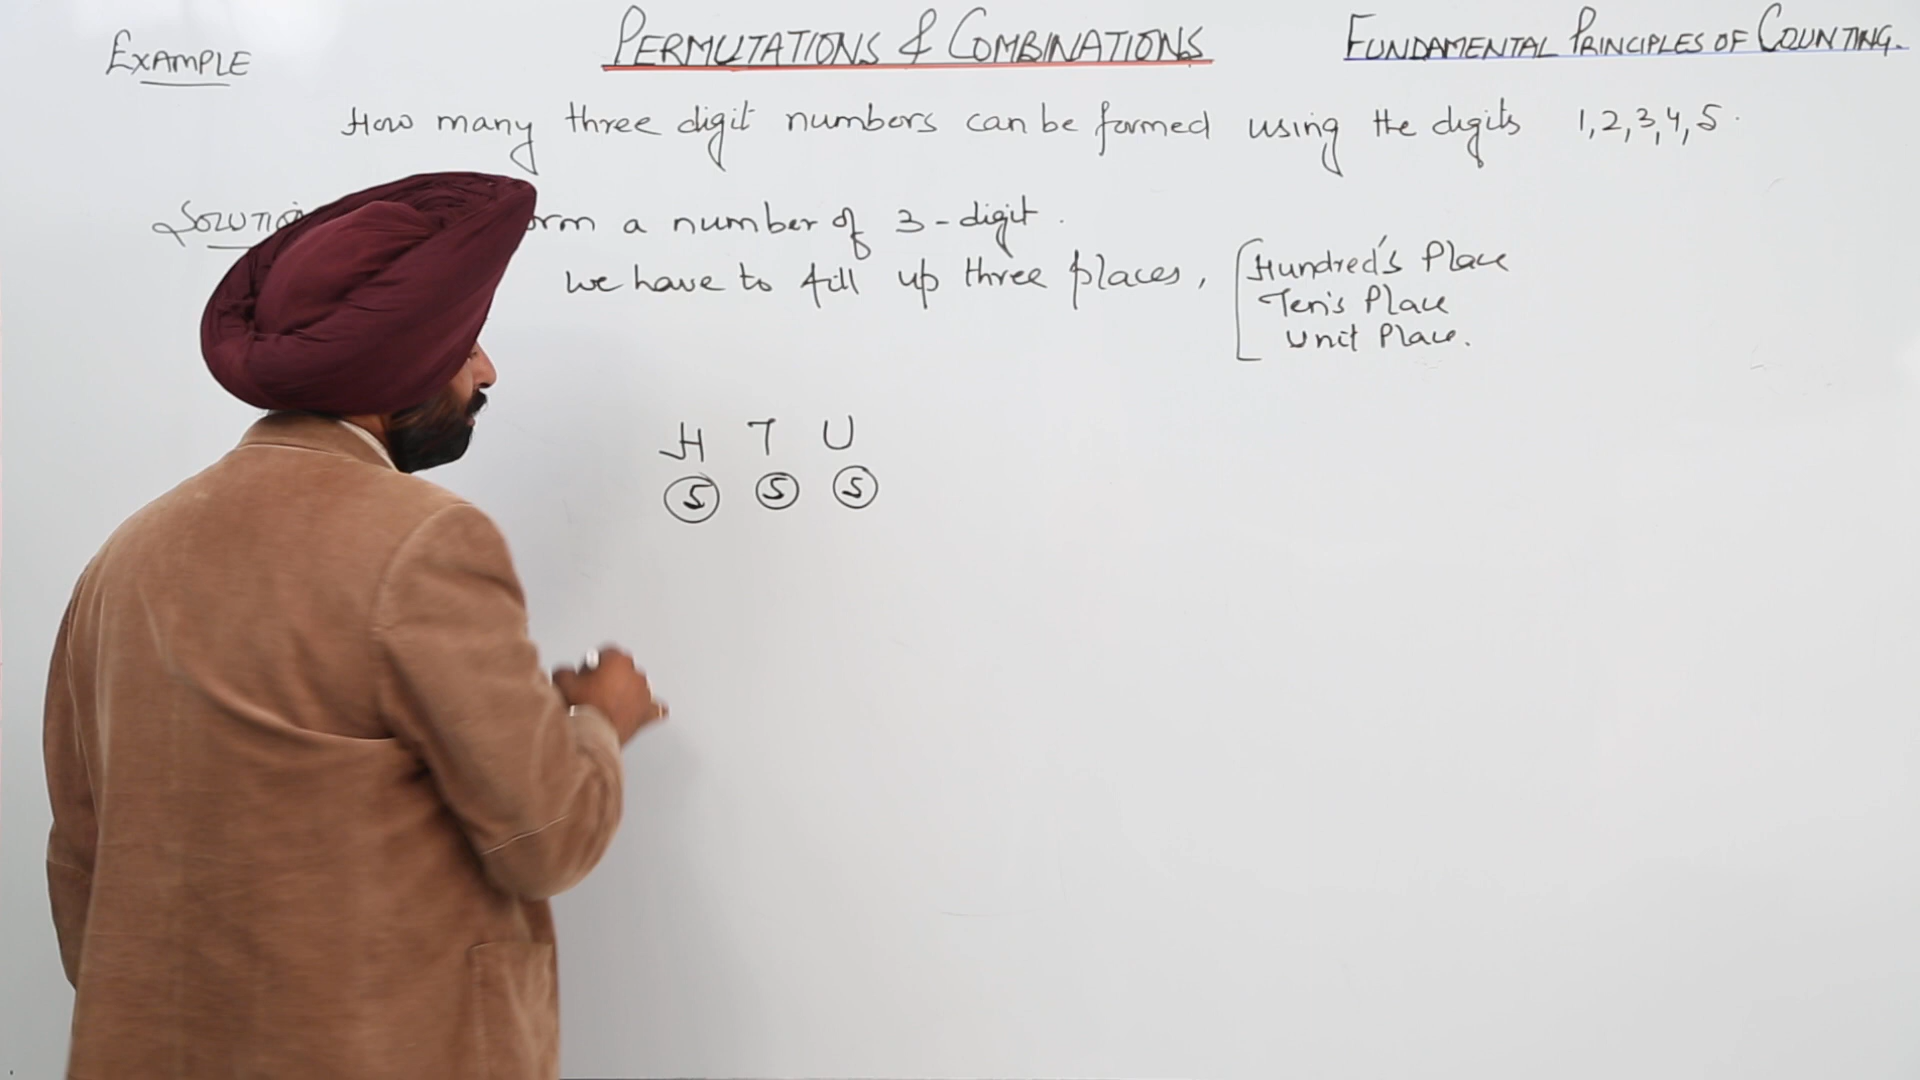 EXAMPLE
PERMUTATIONS & COMBINATIONS
FUNDAMENTAL PRINCIPLES OF COUNTING.
How many three digit numbers can be formed using the digits 1,2,3,4,5.
a number of 3-digit.
We have to fill up three places,
Hundred's Place
Ten's Place
Unit Place.
H T U
5 5 5